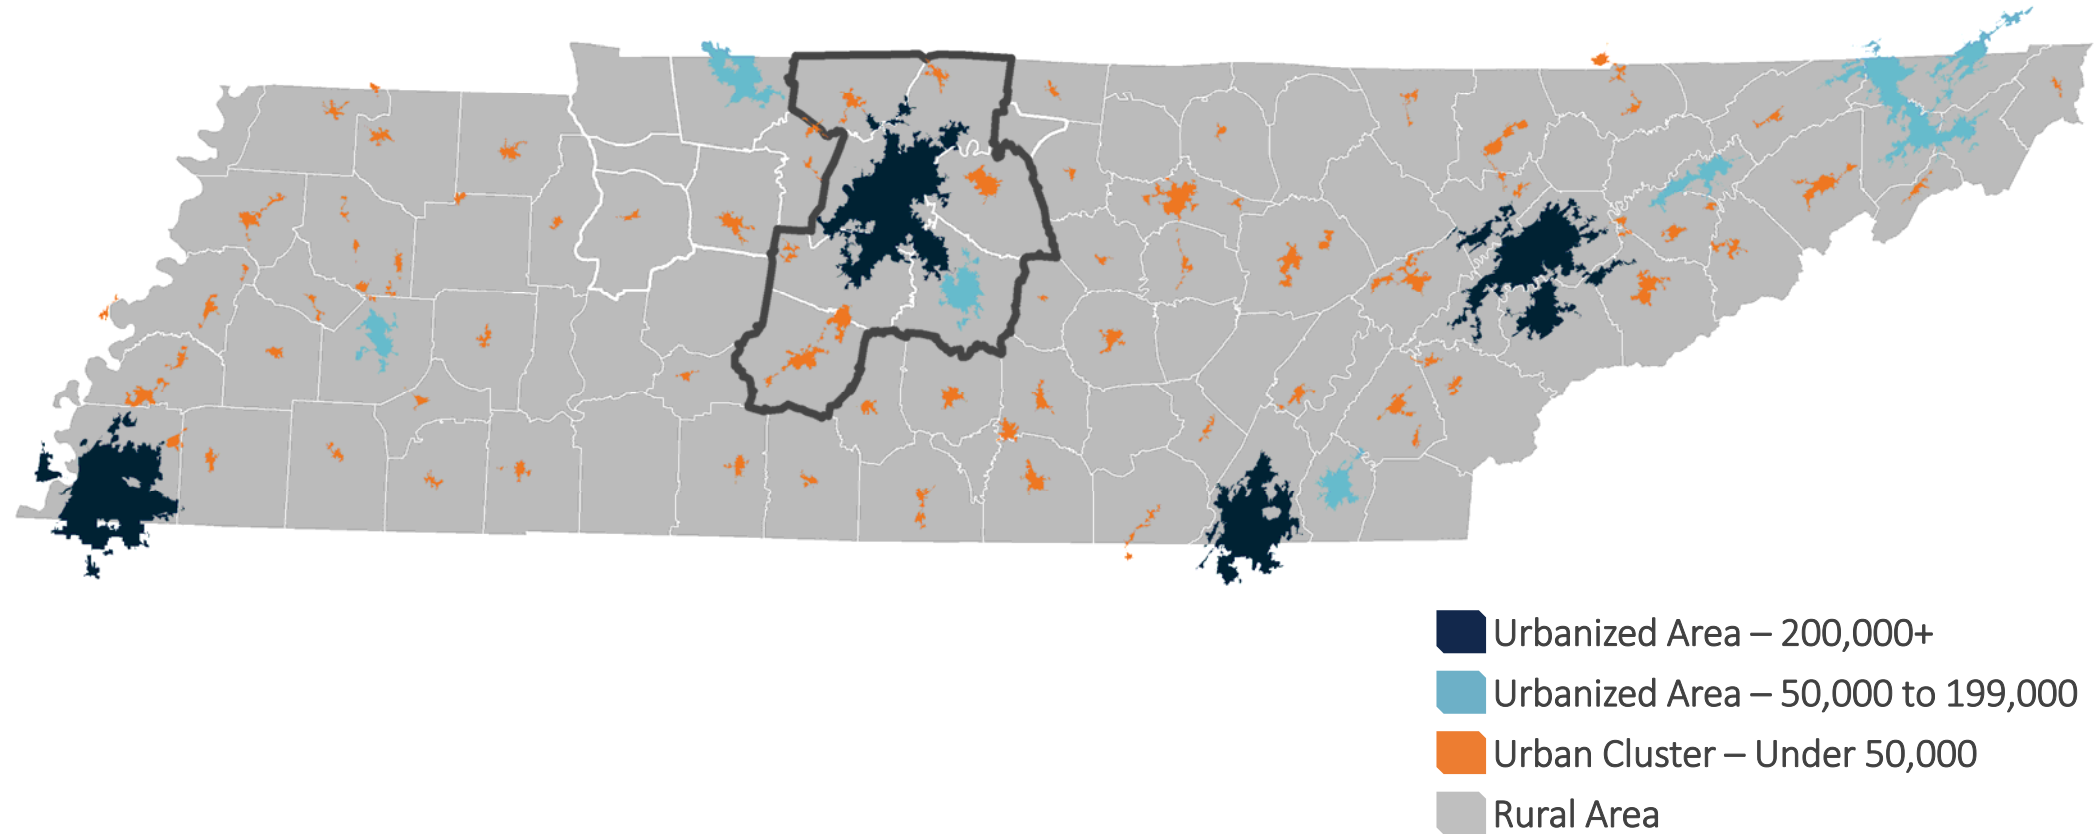 Urbanized Area – 200,000+
Urbanized Area – 50,000 to 199,000
Urban Cluster – Under 50,000
Rural Area